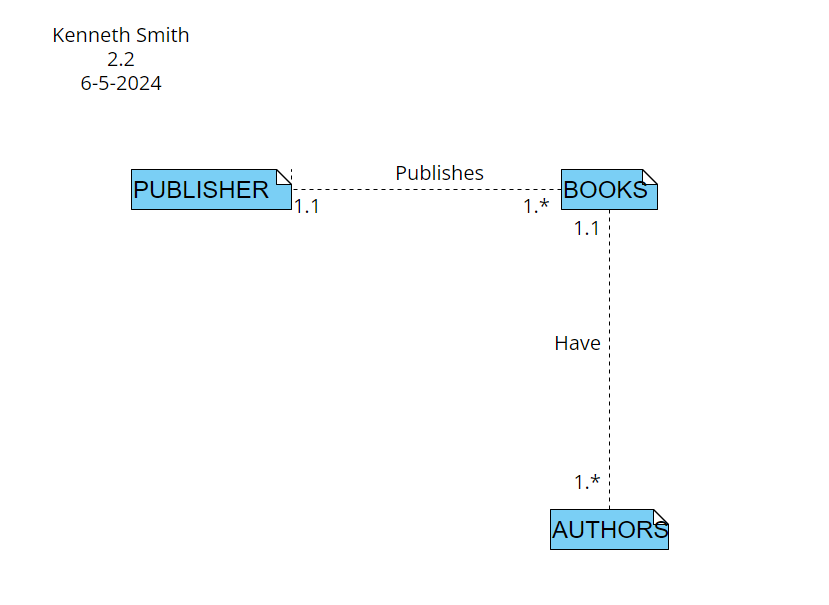 Kenneth Smith
2.2
6-5-2024
Publishes
PUBLISHER
BOOKS
1.1
1.*
1.1
Have
1.*
AUTHORS